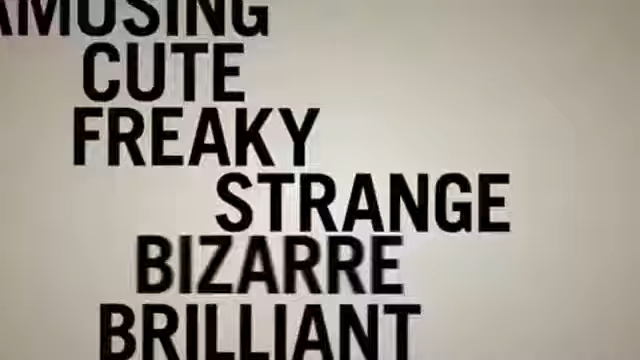 AMUSING
CUTE
FREAKY
STRANGE
BIZARRE
BRILLIANT